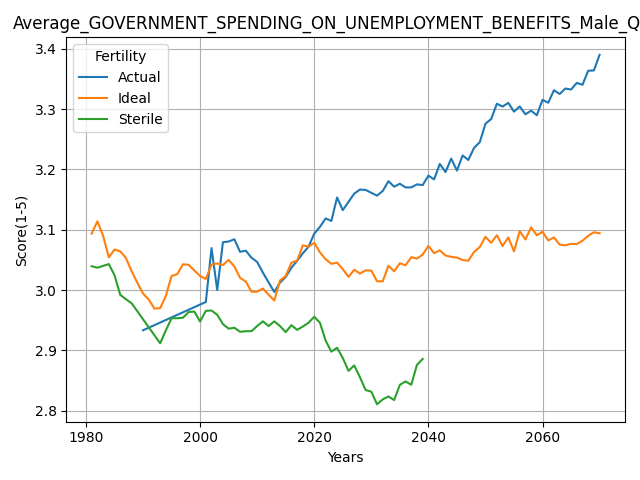 Average_GOVERNMENT_SPENDING_ON_UNEMPLOYMENT_BENEFITS_Male_Q
Fertility
Actual
Ideal
Sterile
Score(1-5)
3.4
3.3
3.2
3.1
3.0
2.9
2.8
1980 2000 2020 2040 2060
Years